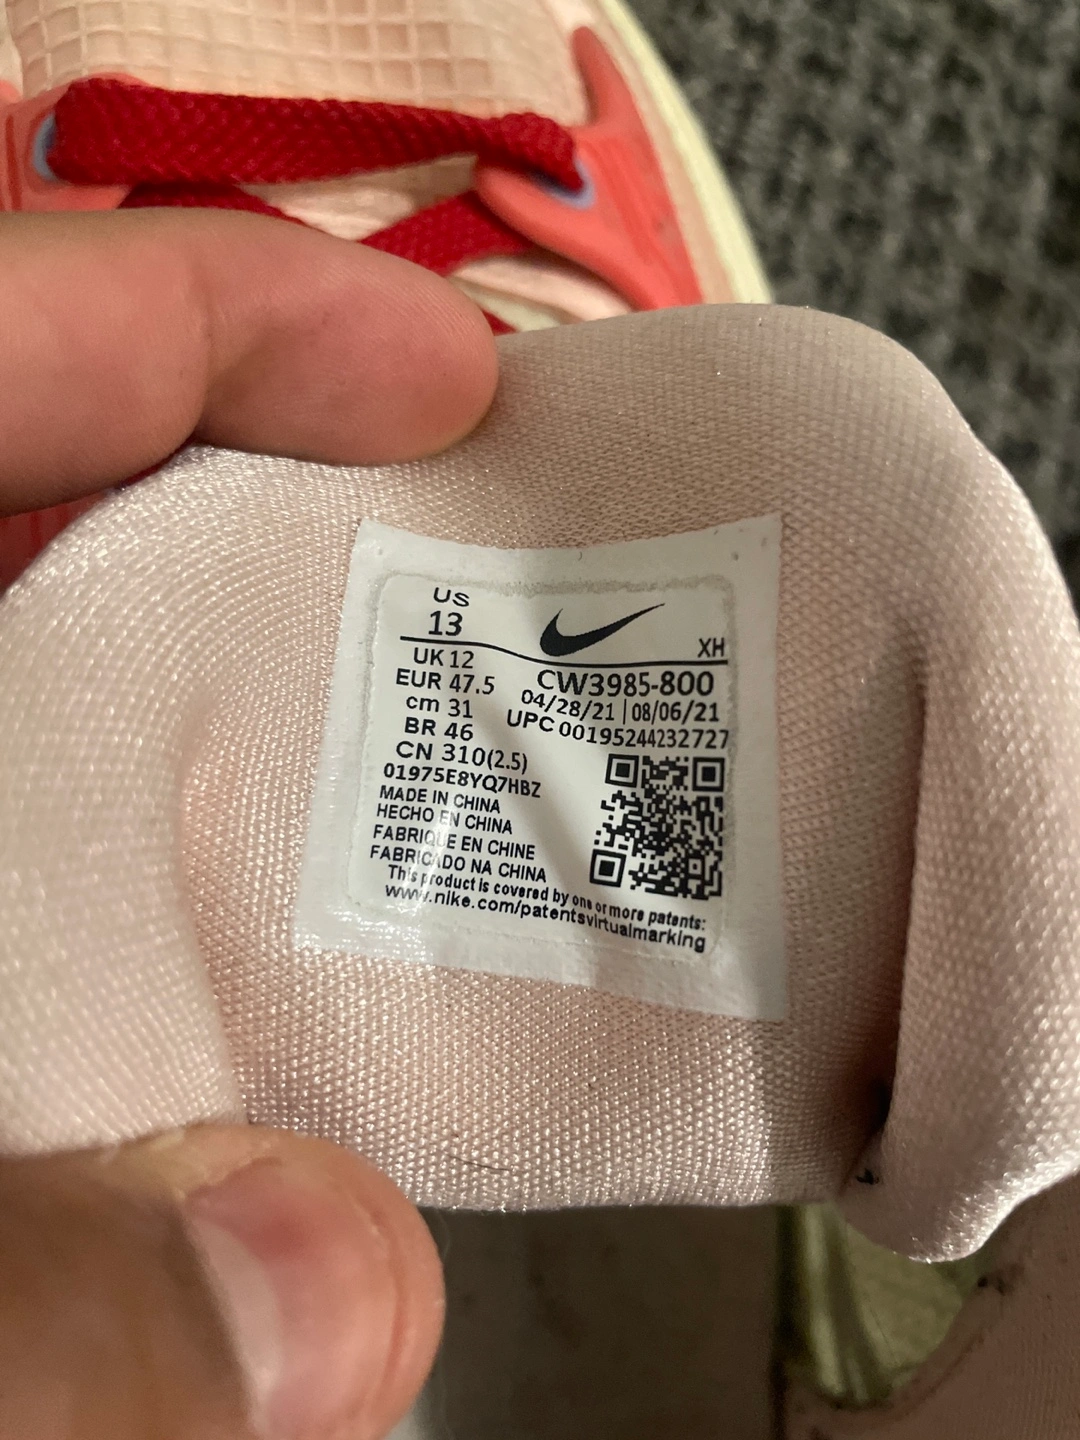 US
13
XH
UK 12
EUR 47.5
cm 31
BR 46
CN 310(2.5)
CW3985-800
04/28/21 | 08/06/21
UPC 00195244232727
01975E8YQ7HBZ
MADE IN CHINA
HECHO EN CHINA
FABRIQUE EN CHINE
FABRICADO NA CHINA
This product is covered by one or more patents:
www.nike.com/patentsvirtualmarking